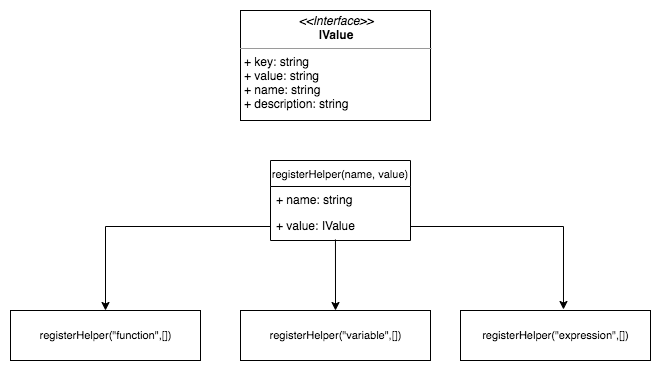 <<Interface>>
IValue
+ key: string
+ value: string
+ name: string
+ description: string
registerHelper(name, value)
+ name: string
+ value: IValue
registerHelper("function",[])
registerHelper("variable",[])
registerHelper("expression",[])